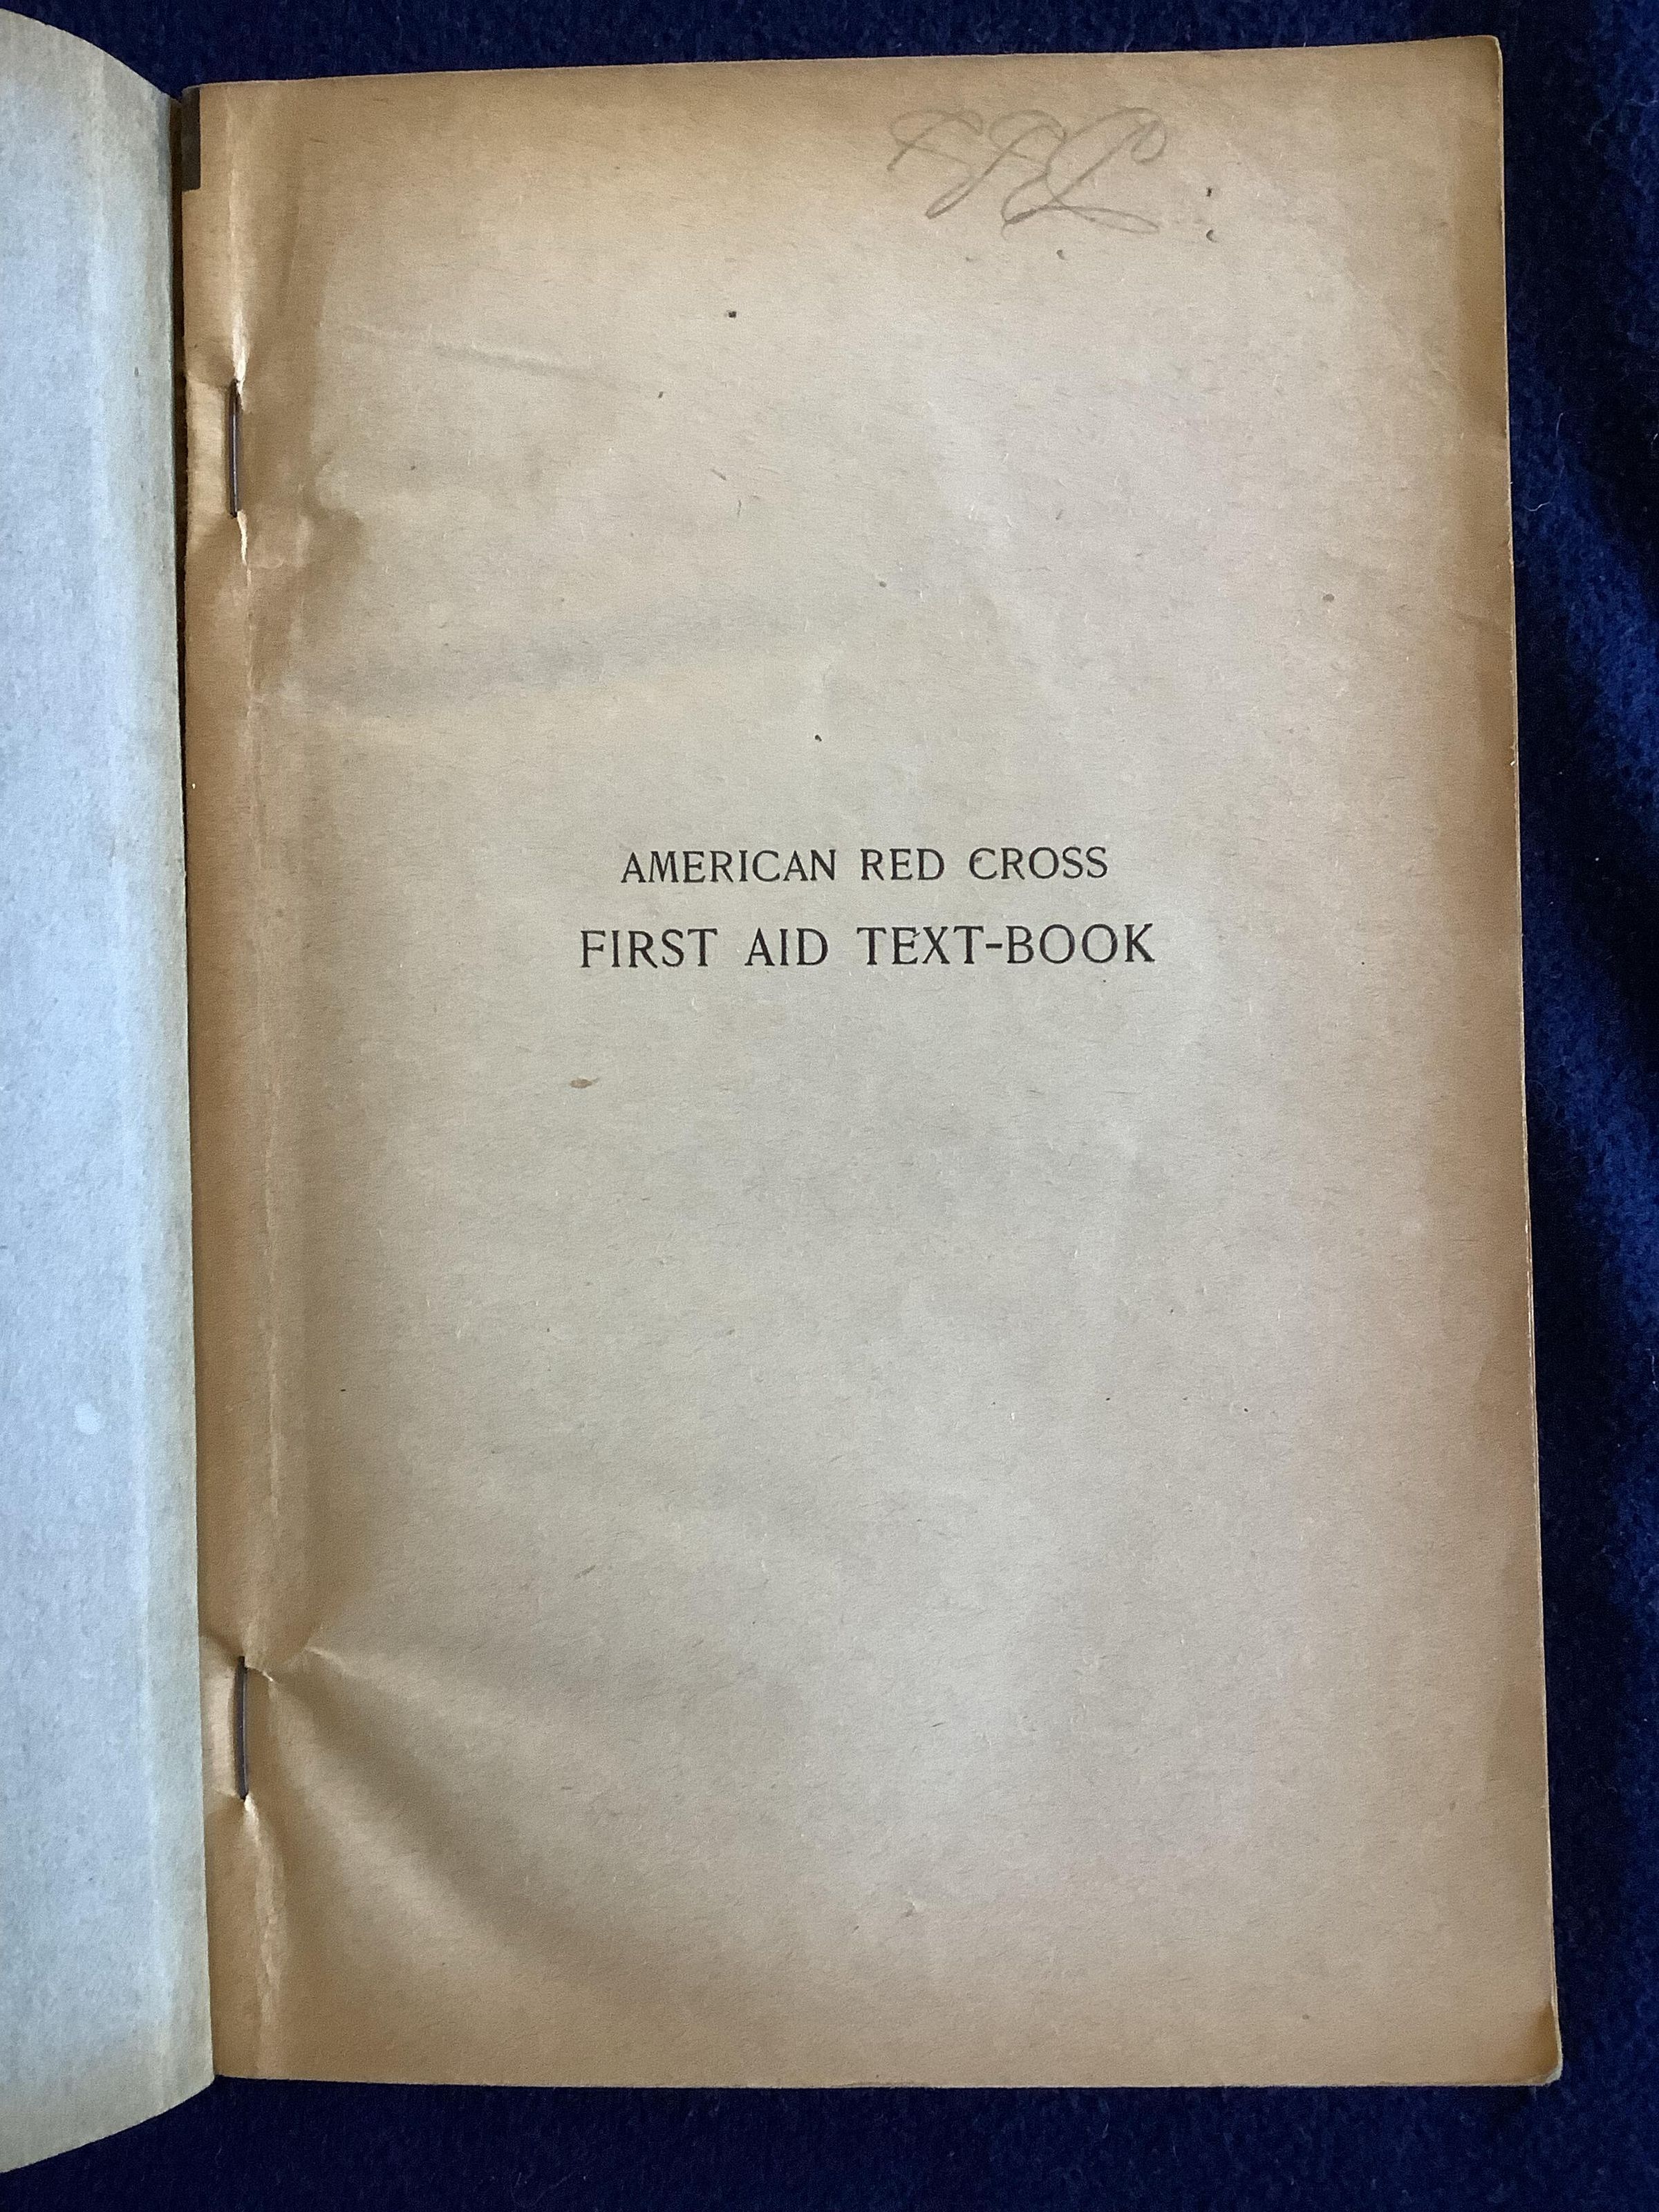 AMERICAN RED CROSS
FIRST AID TEXT-BOOK